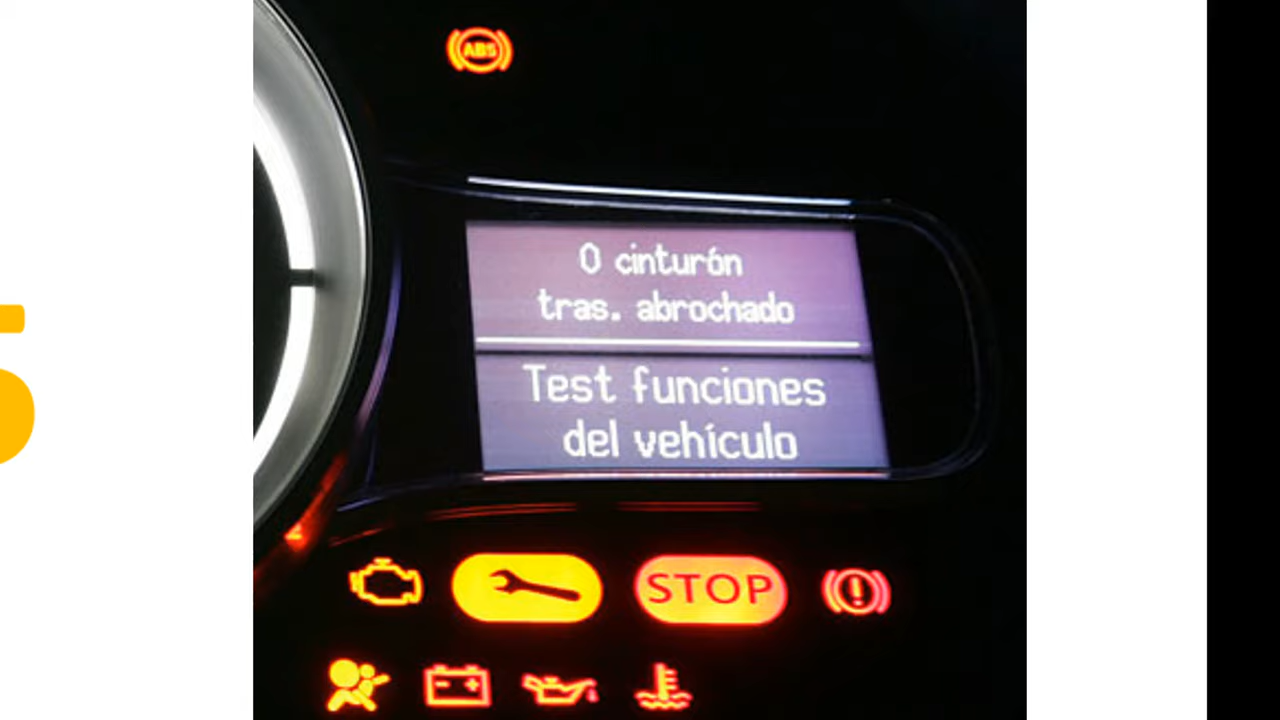 ABS
0 cinturón
tras. abrochado
Test funciones
del vehículo
STOP